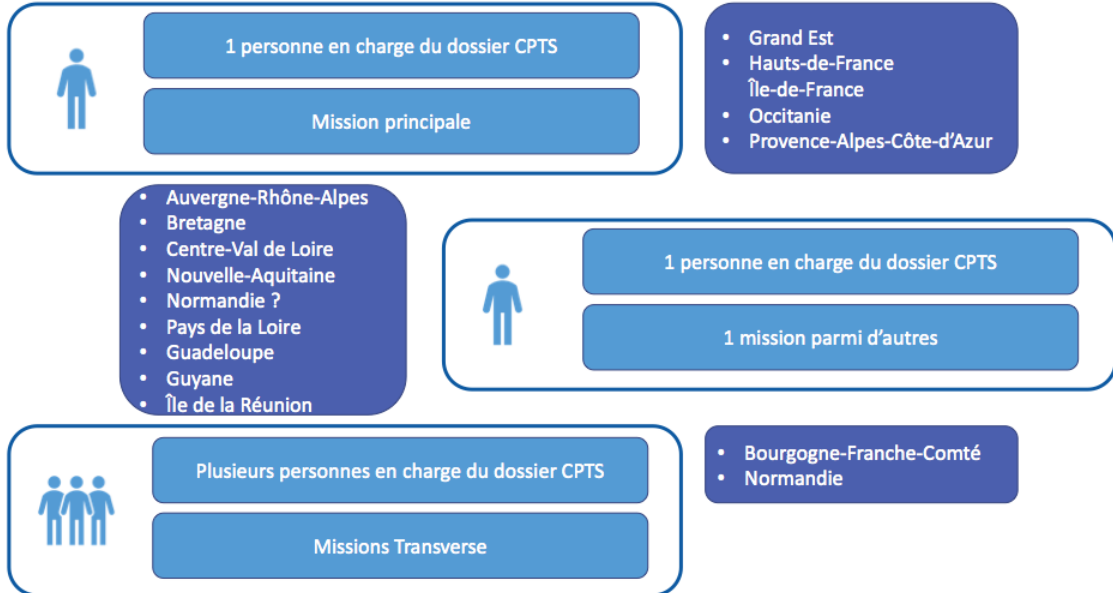 1 personne en charge du dossier CPTS
Mission principale
• Grand Est
• Hauts-de-France
Île-de-France
• Occitanie
• Provence-Alpes-Côte-d'Azur
• Auvergne-Rhône-Alpes
• Bretagne
• Centre-Val de Loire
• Nouvelle-Aquitaine
• Normandie ?
• Pays de la Loire
• Guadeloupe
• Guyane
• Île de la Réunion
1 personne en charge du dossier CPTS
1 mission parmi d'autres
Plusieurs personnes en charge du dossier CPTS
Missions Transverse
• Bourgogne-Franche-Comté
• Normandie